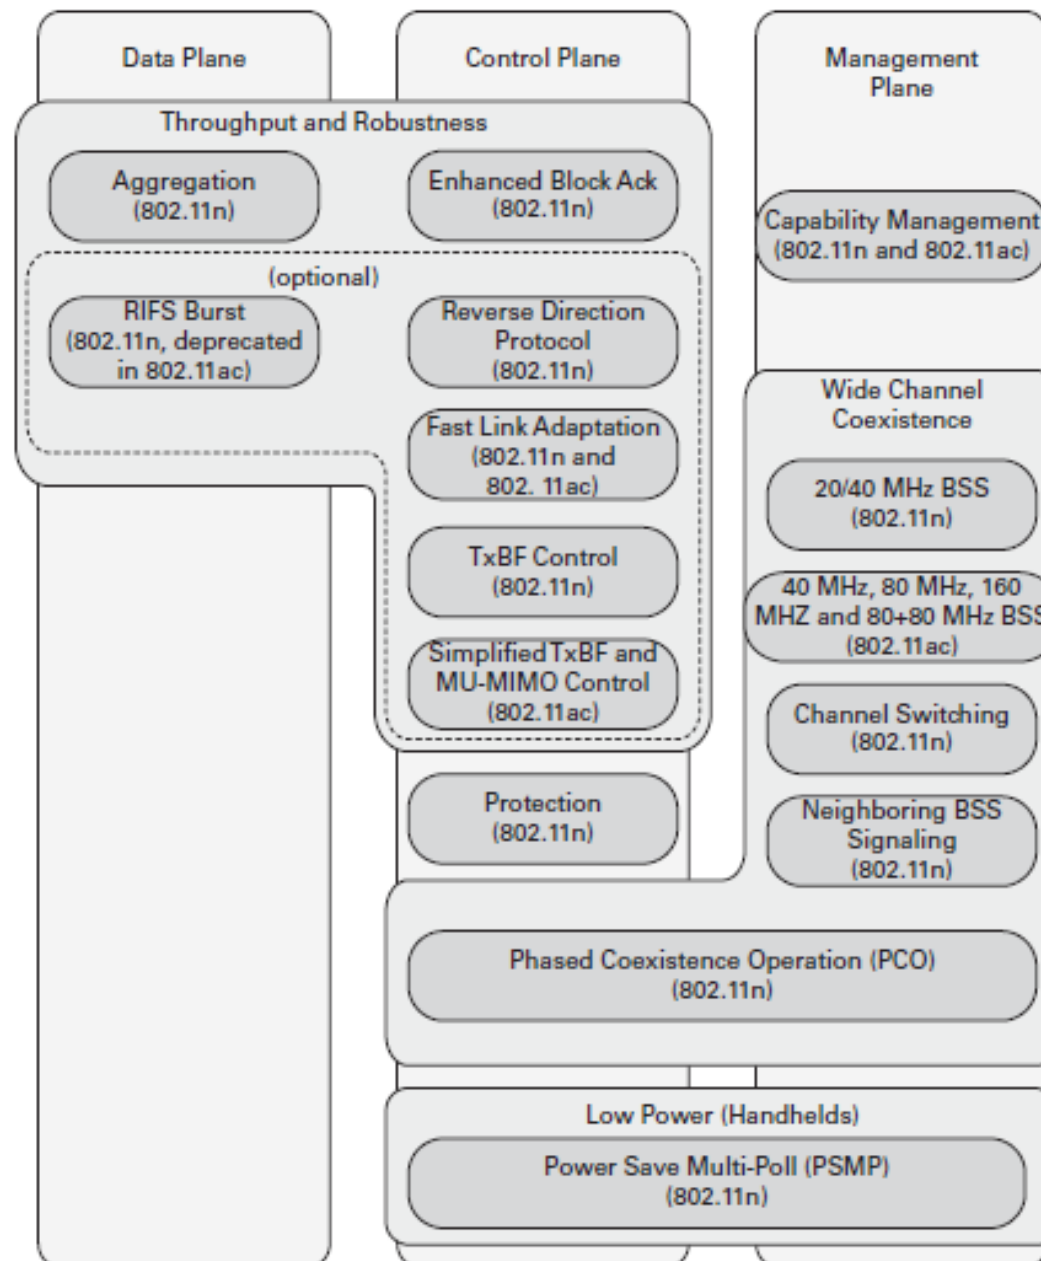 Data Plane
Control Plane
Management
Plane
Throughput and Robustness
Aggregation
(802.11n)
Enhanced Block Ack
(802.11n)
Capability Management
(802.11n and 802.11ac)
(optional)
RIFS Burst
(802.11n, deprecated
in 802.11ac)
Reverse Direction
Protocol
(802.11n)
Fast Link Adaptation
(802.11n and
802. 11ac)
TxBF Control
(802.11n)
Simplified TxBF and
MU-MIMO Control
(802.11ac)
Protection
(802.11n)
Wide Channel
Coexistence
20/40 MHz BSS
(802.11n)
40 MHz, 80 MHz, 160
MHZ and 80+80 MHz BSS
(802.11ac)
Channel Switching
(802.11n)
Neighboring BSS
Signaling
(802.11n)
Phased Coexistence Operation (PCO)
(802.11n)
Low Power (Handhelds)
Power Save Multi-Poll (PSMP)
(802.11n)